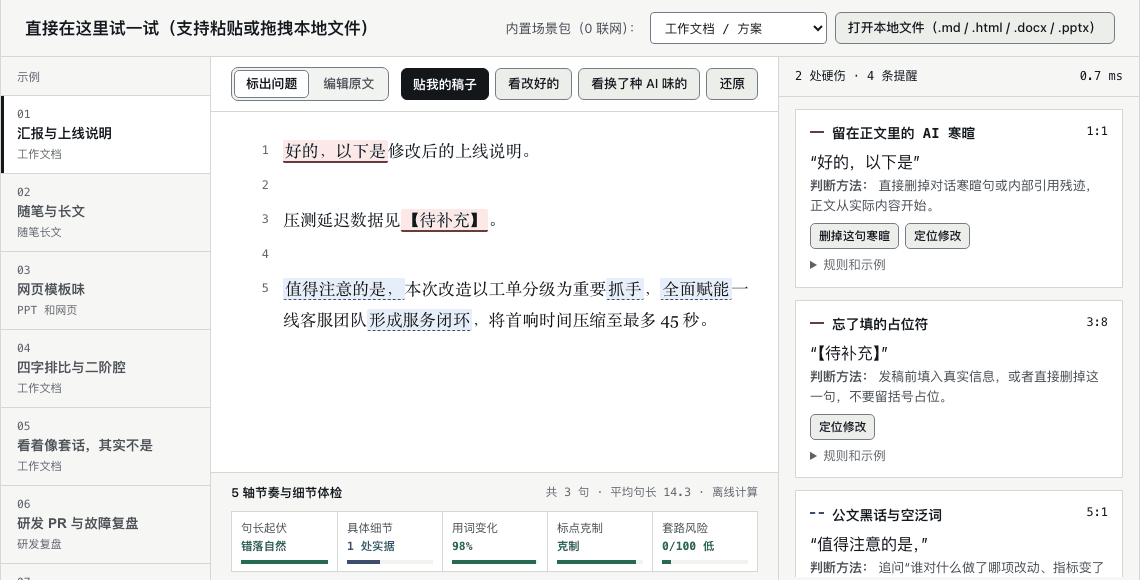 直接在这里试一试（支持粘贴或拖拽本地文件）
内置场景包（0 联网）:
工作文档 / 方案
打开本地文件（.md / .html / .docx / .pptx）
示例
01
汇报与上线说明
工作文档
02
随笔与长文
随笔长文
03
网页模板味
PPT 和网页
04
四字排比与二阶腔
工作文档
05
看着像套话，其实不是
工作文档
06
研发 PR 与故障复盘
研发复盘
标出问题
编辑原文
贴我的稿子
看改好的
看换了种 AI 味的
还原
1 好的，以下是修改后的上线说明。
2
3 压测延迟数据见【待补充】。
4
5 值得注意的是，本次改造以工单分级为重要抓手，全面赋能一
线客服团队形成服务闭环，将首响时间压缩至最多 45 秒。
5 轴节奏与细节体检
共 3 句 · 平均句长 14.3 · 离线计算
句长起伏
错落自然
具体细节
1 处实据
用词变化
98%
标点克制
克制
套路风险
0/100 低
2 处硬伤 · 4 条提醒
0.7 ms
留在正文里的 AI 寒暄
1:1
“好的，以下是”
判断方法： 直接删掉对话寒暄句或内部引用残迹，
正文从实际内容开始。
删掉这句寒暄
定位修改
▶ 规则和示例
忘了填的占位符
3:8
“【待补充】”
判断方法： 发稿前填入真实信息，或者直接删掉这
一句，不要留括号占位。
定位修改
▶ 规则和示例
公文黑话与空泛词
5:1
“值得注意的是，”
判断方法： 追问“谁对什么做了哪项改动、指标变了